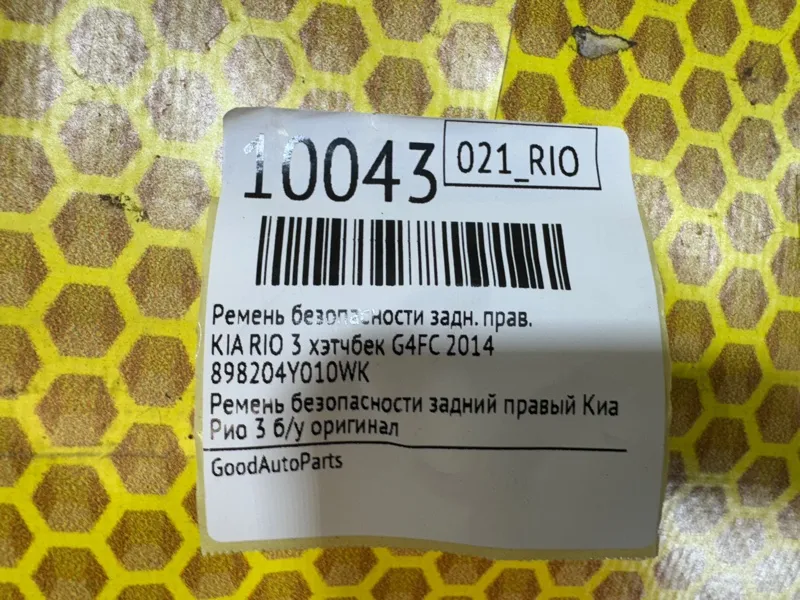 10043
021_RIO
Ремень безопасности задн. прав.
KIA RIO 3 хэтчбек G4FC 2014
898204Y010WK
Ремень безопасности задний правый Киа
Рио 3 б/у оригинал
GoodAutoParts